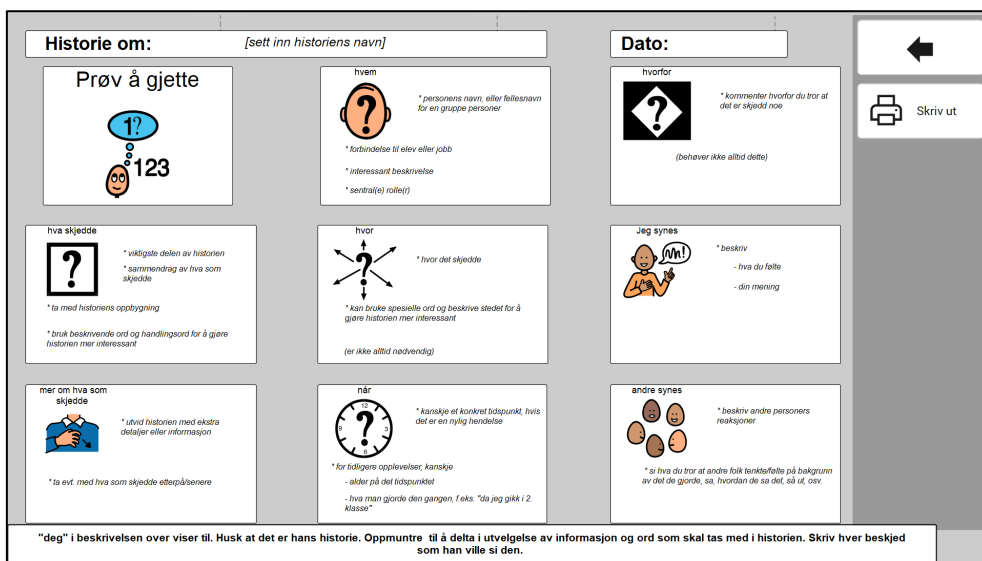 Historie om:
[sett inn historiens navn]
Dato:
Skriv ut
Prøv å gjette
1?
123
hvem
?
* personens navn, eller fellesnavn
for en gruppe personer
* forbindelse til elev eller jobb
* interessant beskrivelse
* sentral(e) rolle(r)
hvorfor
?
* kommenter hvorfor du tror at
det er skjedd noe
(behøver ikke alltid dette)
hva skjedde
?
* viktigste delen av historien
* sammendrag av hva som
skjedde
* ta med historiens oppbygning
* bruk beskrivende ord og handlingsord for å gjøre
historien mer interessant
hvor
?
* hvor det skjedde
* kan bruke spesielle ord og beskrive stedet for å
gjøre historien mer interessant
(er ikke alltid nødvendig)
Jeg synes
* beskriv
- hva du følte
- din mening
mer om hva som
skjedde
* utvid historien med ekstra
detaljer eller informasjon
* ta evt. med hva som skjedde etterpå/senere
når
12
9
?
3
6
* kanskje et konkret tidspunkt, hvis
det er en nylig hendelse
* for tidligere opplevelser, kanskje
- alder på det tidspunktet
- hva man gjorde den gangen, f.eks. "da jeg gikk i 2.
klasse"
andre synes
* beskriv andre personers
reaksjoner
* si hva du tror at andre folk tenkte/følte på bakgrunn
av det de gjorde, sa, hvordan de sa det, så ut, osv.
"deg" i beskrivelsen over viser til. Husk at det er hans historie. Oppmuntre til å delta i utvelgelse av informasjon og ord som skal tas med i historien. Skriv hver beskjed
som han ville si den.